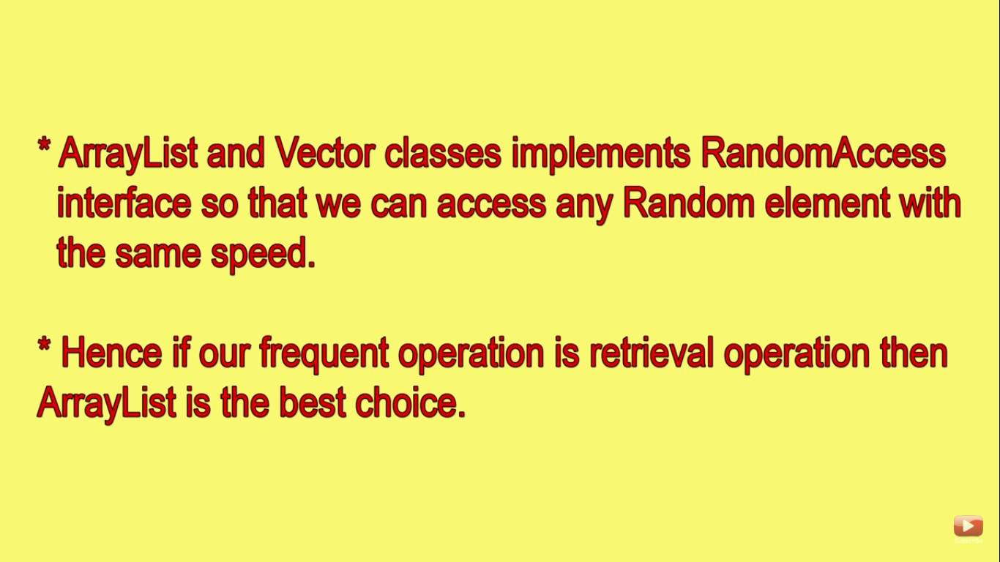 * ArrayList and Vector classes implements RandomAccess
interface so that we can access any Random element with
the same speed.
* Hence if our frequent operation is retrieval operation then
ArrayList is the best choice.